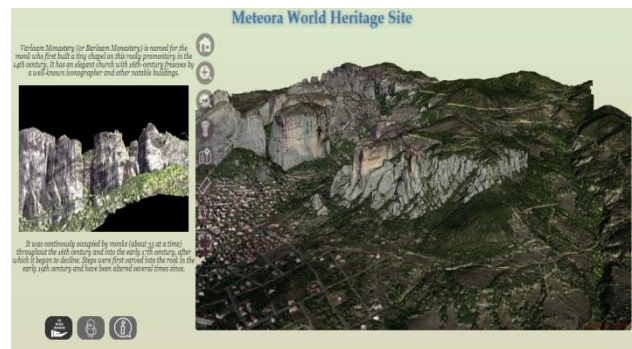 Meteora World Heritage Site
Varlaam Monastery (or Barlaam Monastery) is named for the
monk who first built a tiny chapel on this rocky promontory in the
14th century. It has an elegant church with 16th-century frescoes by
a well-known iconographer and other notable buildings.
It was continously occupied by monks (about 35 at a time)
throughout the 16th century and into the early 17th century, after
which it began to decline. Steps were first carved into the rock in the
early 19th century and have been altered several times since.